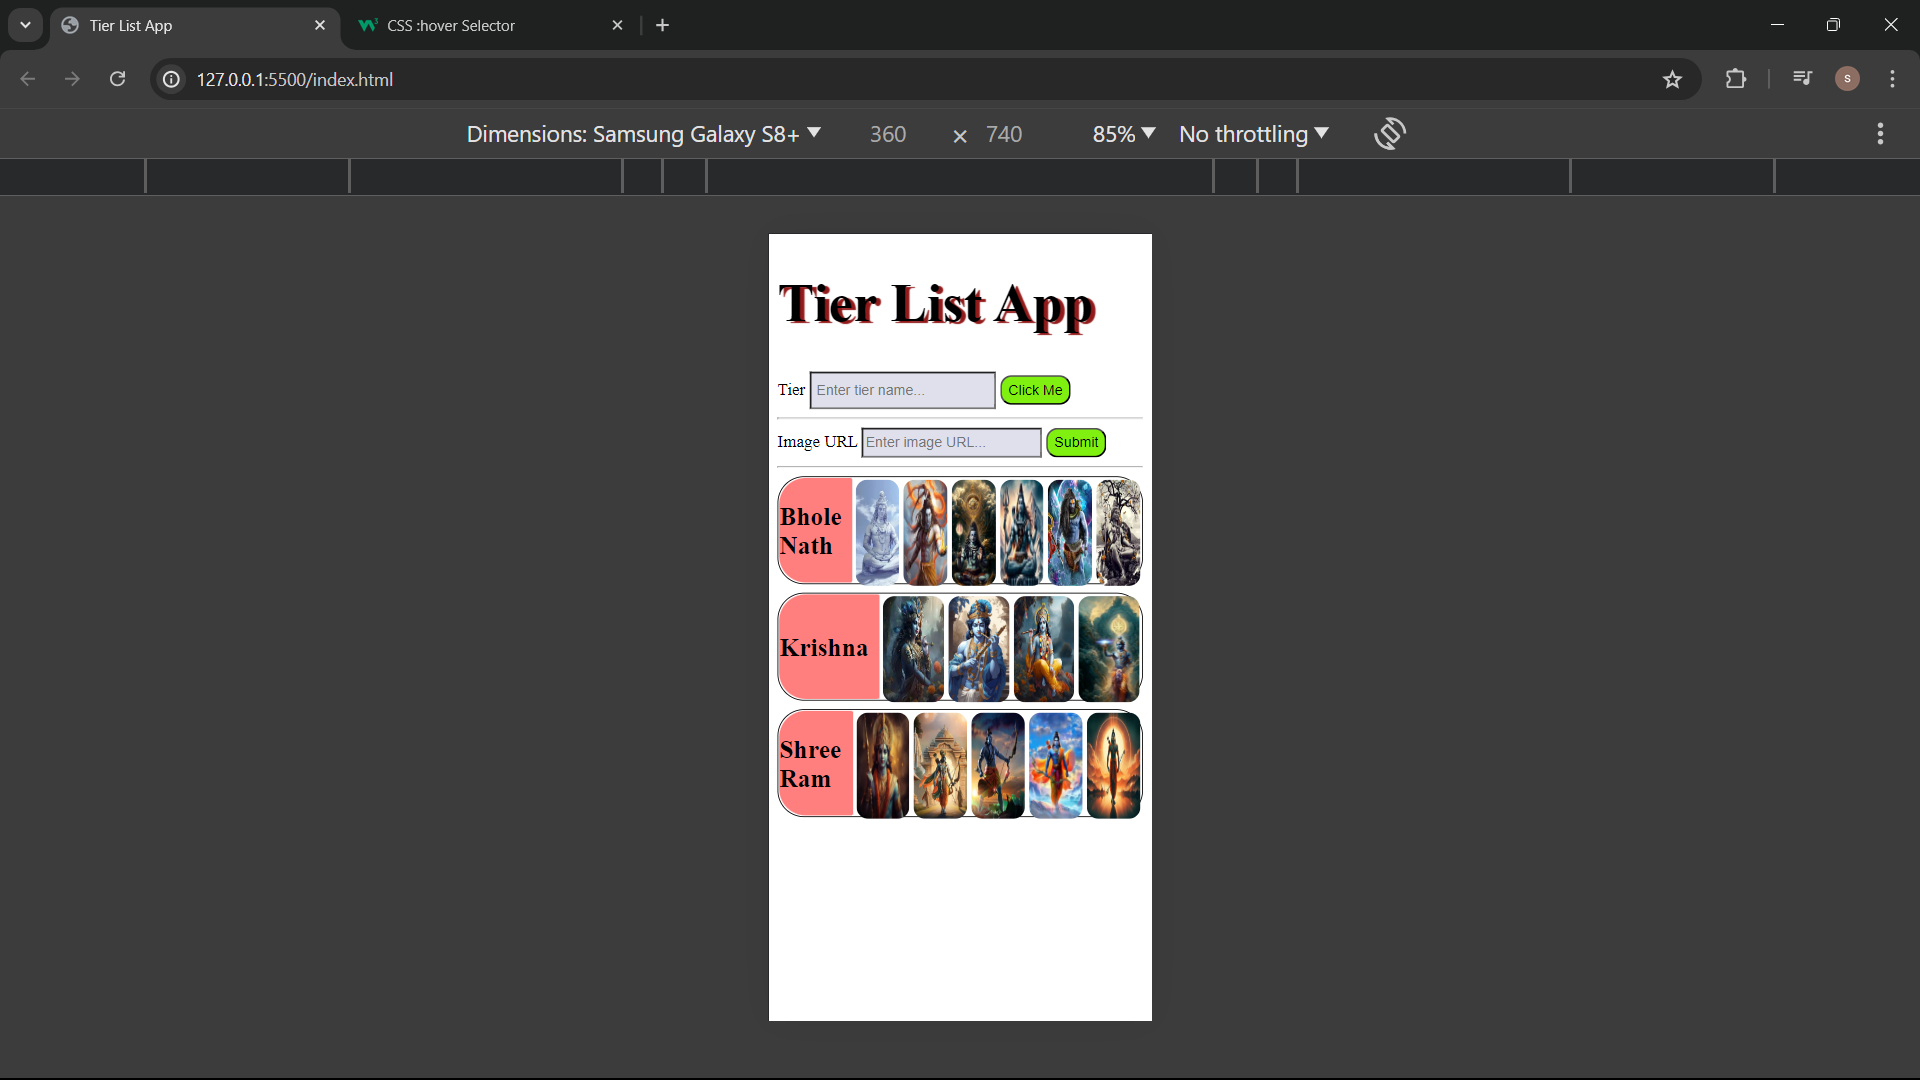 Tier List App
CSS :hover Selector
127.0.0.1:5500/index.html
S
Dimensions: Samsung Galaxy S8+ 360 × 740 85% No throttling
Tier List App
Tier Enter tier name... Click Me
Image URL Enter image URL... Submit
Bhole
Nath
Krishna
Shree
Ram